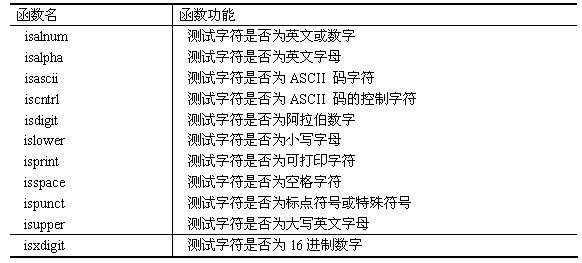 函数名 函数功能
isalnum 测试字符是否为英文或数字
isalpha 测试字符是否为英文字母
isascii 测试字符是否为 ASCII 码字符
iscntrl 测试字符是否为 ASCII 码的控制字符
isdigit 测试字符是否为阿拉伯数字
islower 测试字符是否为小写字母
isprint 测试字符是否为可打印字符
isspace 测试字符是否为空格字符
ispunct 测试字符是否为标点符号或特殊符号
isupper 测试字符是否为大写英文字母
isxdigit 测试字符是否为 16 进制数字